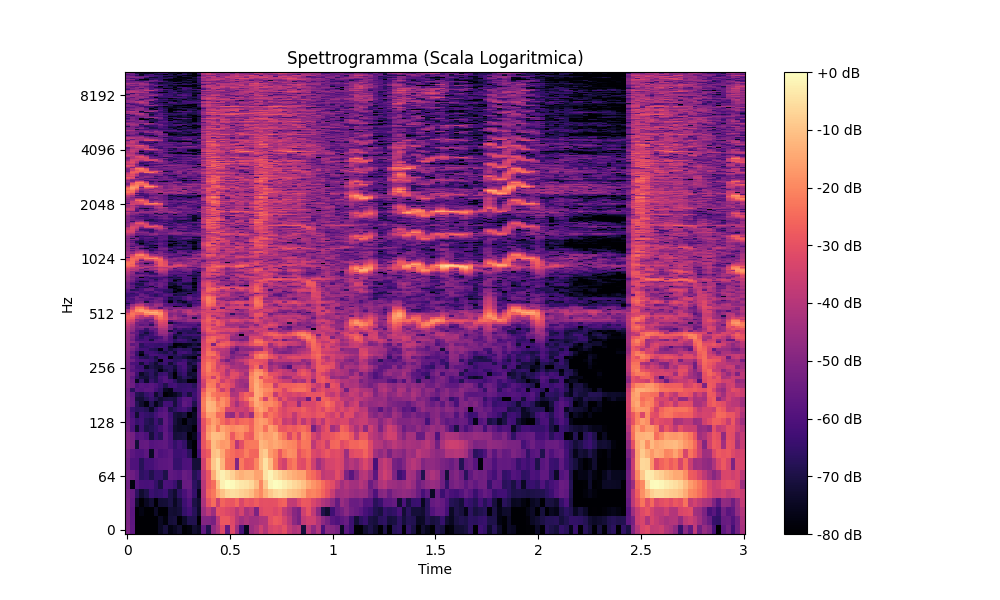 Spettrogramma (Scala Logaritmica)
Hz
8192
4096
2048
1024
512
256
128
64
0
0 0.5 1 1.5 2 2.5 3
Time
+0 dB
-10 dB
-20 dB
-30 dB
-40 dB
-50 dB
-60 dB
-70 dB
-80 dB